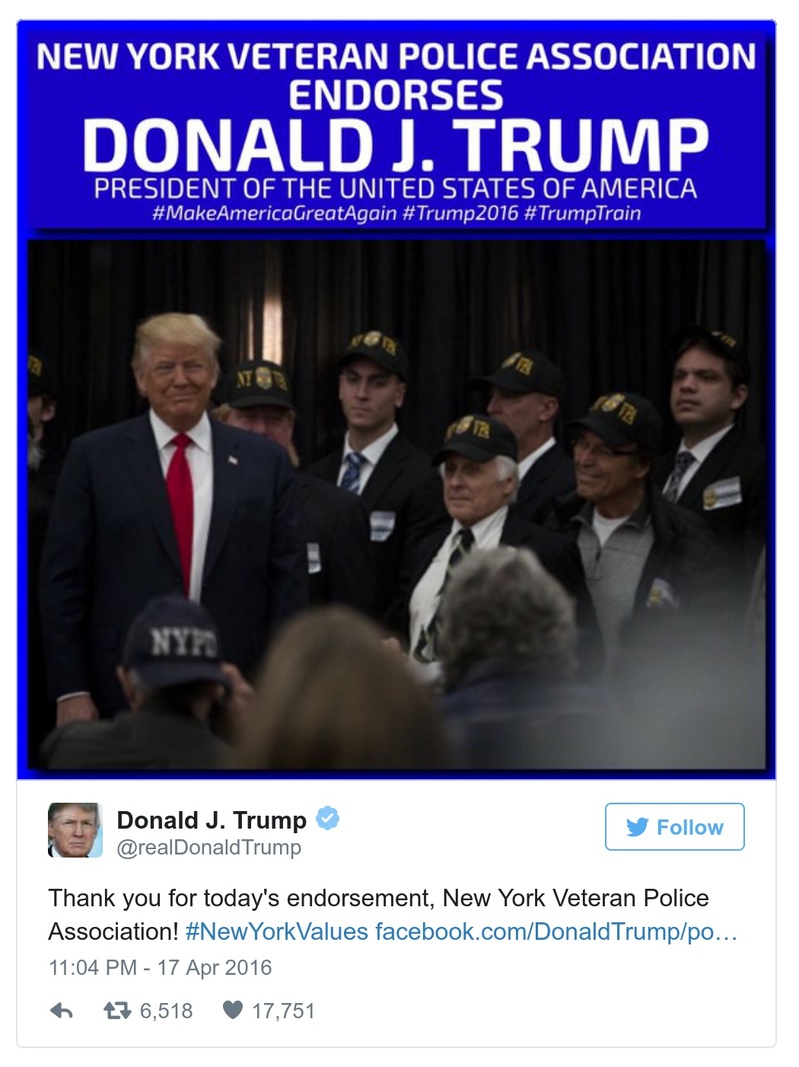 NEW YORK VETERAN POLICE ASSOCIATION
ENDORSES
DONALD J. TRUMP
PRESIDENT OF THE UNITED STATES OF AMERICA
#MakeAmericaGreatAgain #Trump2016 #TrumpTrain
NYPD
Donald J. Trump
@realDonaldTrump
Follow
Thank you for today's endorsement, New York Veteran Police
Association! #NewYorkValues facebook.com/DonaldTrump/po…
11:04 PM - 17 Apr 2016
6,518 17,751